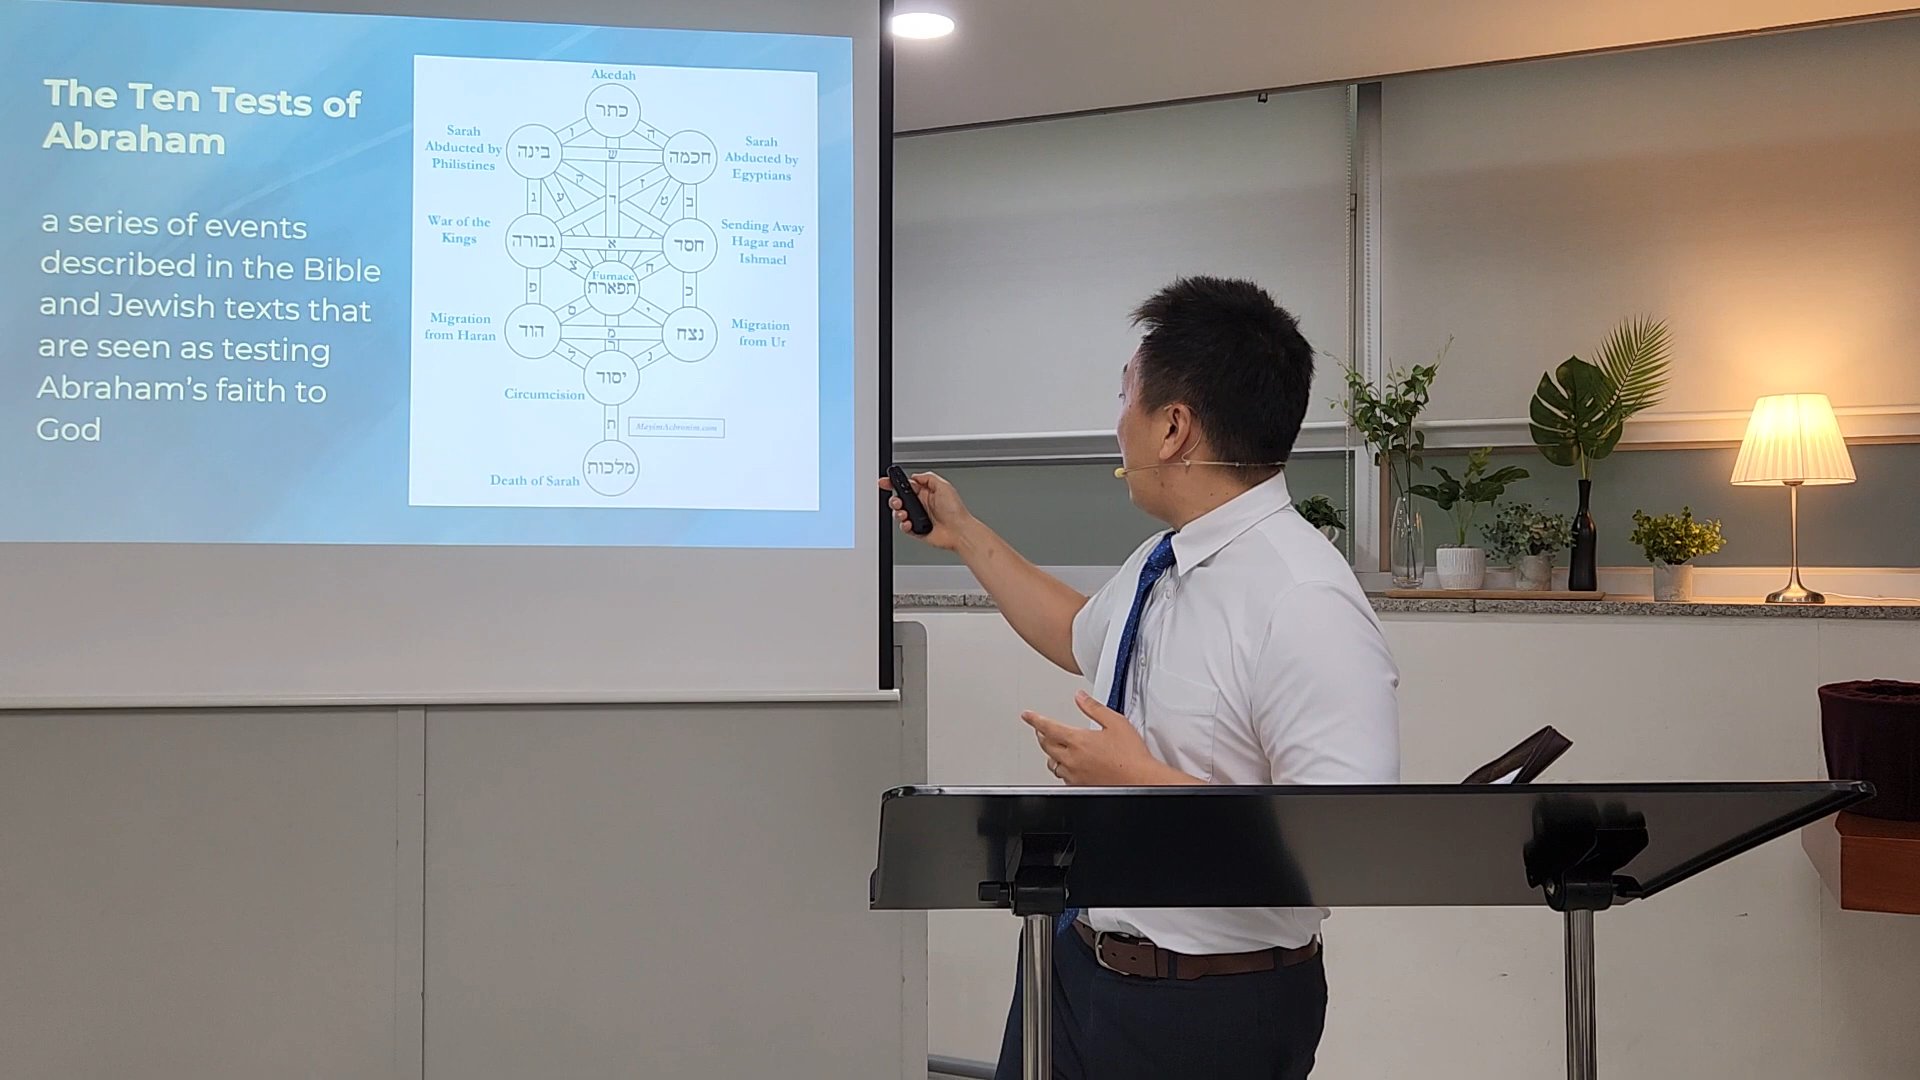 The Ten Tests of
Abraham
a series of events
described in the Bible
and Jewish texts that
are seen as testing
Abraham's faith to
God
Akedah
כתר
Sarah
Abducted by
Philistines
בינה
חכמה
Sarah
Abducted by
Egyptians
ו
ה
ש
ק
ז
ג
ע
ד
ט
ב
War of the
Kings
גבורה
א
חסד
Sending Away
Hagar and
Ishmael
צ
ח
Furnace
תפארת
פ
כ
ס
י
Migration
from Haran
הוד
מ
ר
נצח
Migration
from Ur
ל
נ
יסוד
Circumcision
ת
MayimAchronim.com
מלכות
Death of Sarah